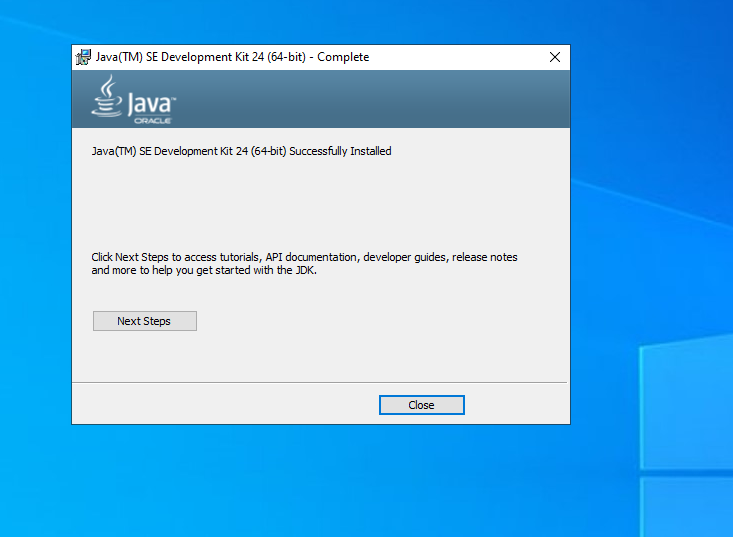 Java(TM) SE Development Kit 24 (64-bit) - Complete
Java™
ORACLE
Java(TM) SE Development Kit 24 (64-bit) Successfully Installed
Click Next Steps to access tutorials, API documentation, developer guides, release notes
and more to help you get started with the JDK.
Next Steps
Close